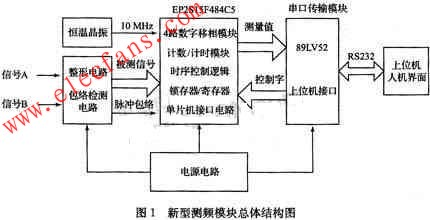 EP2S15F484C5
串口传输模块
恒温晶振
10 MHz
4路数字移相模块
计数/计时模块
时序控制逻辑
锁存器/寄存器
单片机接口电路
测量值
控制字
89LV52
上位机接口
RS232
上位机
人机界面
信号A
信号B
整形电路
包络检测
电路
被测信号
脉冲包络
电源电路
www.elecfans.com
图1 新型测频模块总体结构图